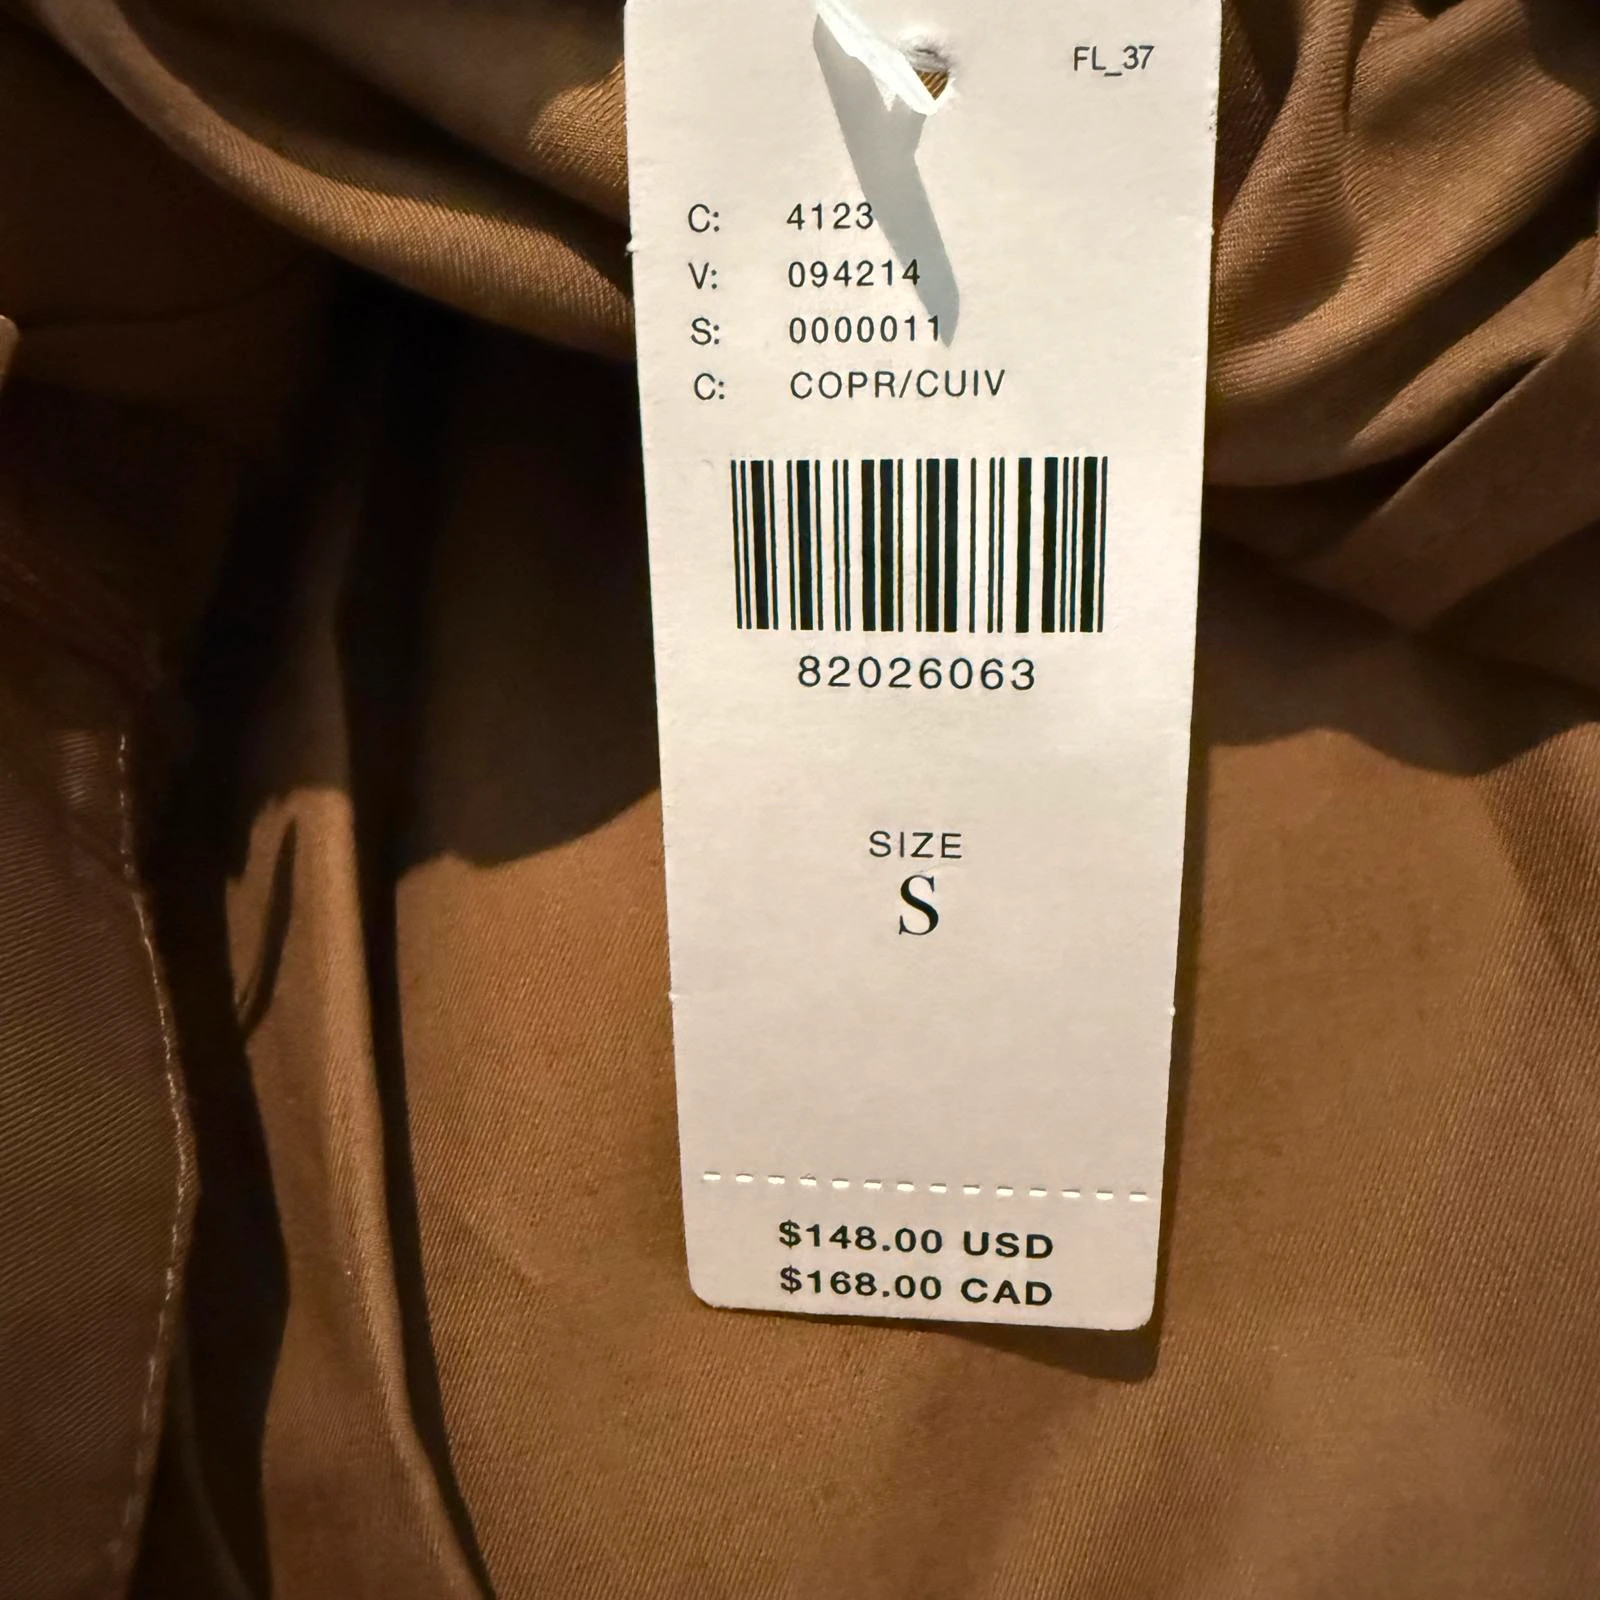 FL_37
C: 4123
V: 094214
S: 0000011
C: COPR/CUIV
82026063
SIZE
S
$148.00 USD
$168.00 CAD